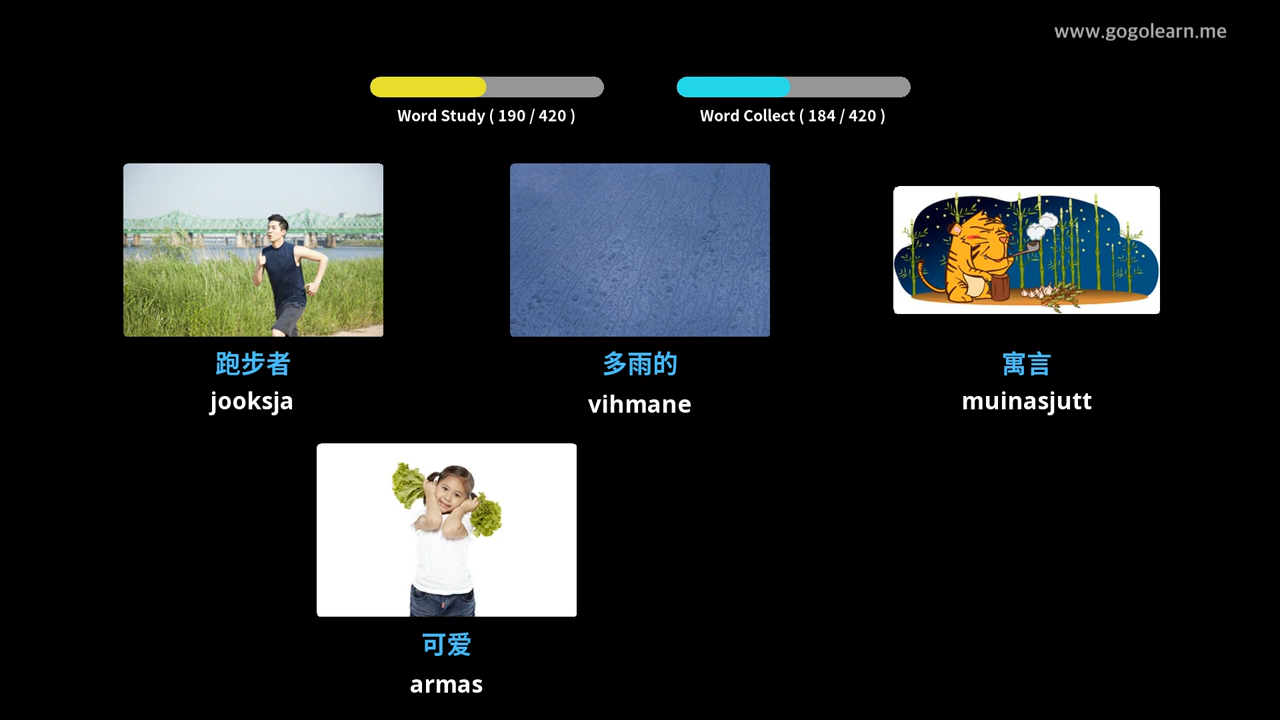 www.gogolearn.me
Word Study ( 190 / 420 )
Word Collect ( 184 / 420 )
跑步者
jooksja
多雨的
vihmane
寓言
muinasjutt
可爱
armas